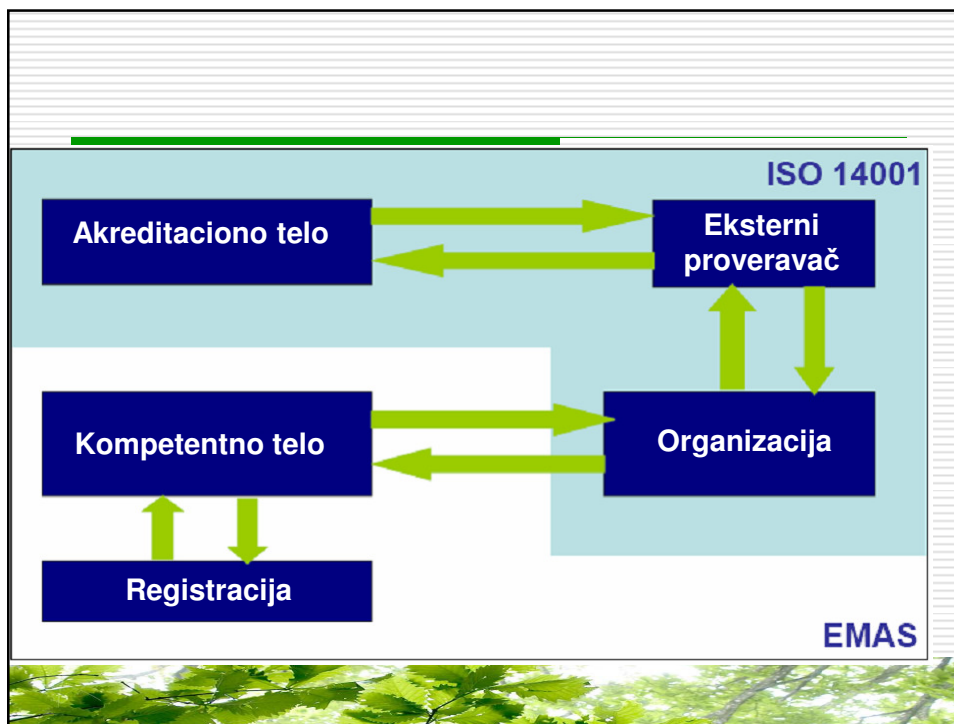 ISO 14001
Akreditaciono telo
Eksterni
proveravač
Kompetentno telo
Organizacija
Registracija
EMAS